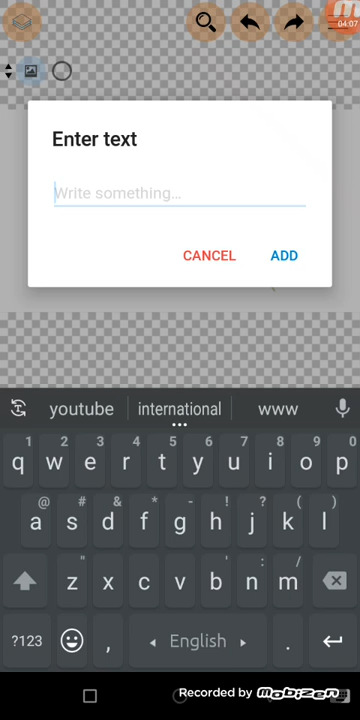 04:07
Enter text
Write something...
CANCEL ADD
youtube international www
1 2 3 4 5 6 7 8 9 0
q w e r t y u i o p
@ # & * - ! ? ( )
a s d f g h j k l
" ' : /
z x c v b n m
?123 , English .
Recorded by mobizen